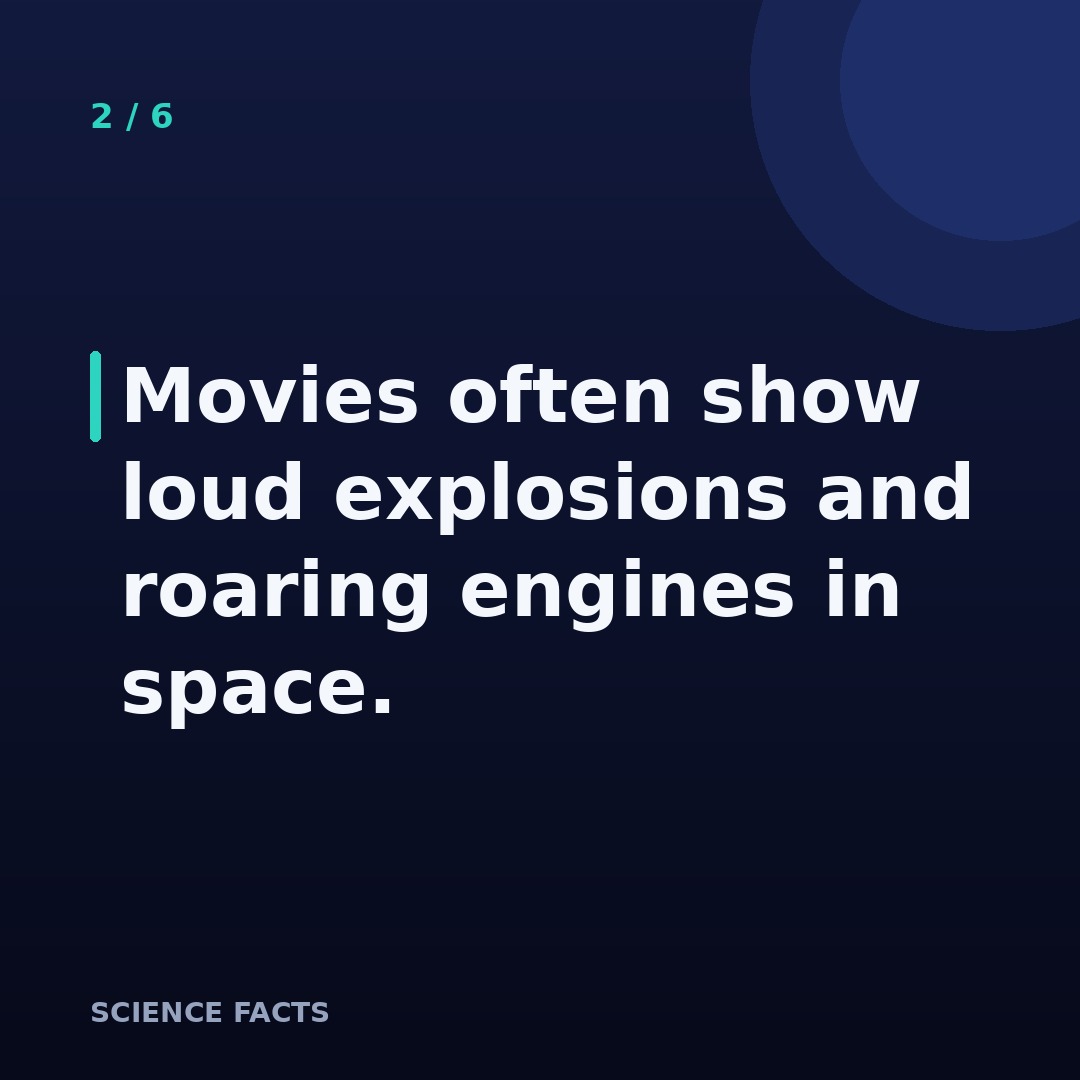 2 / 6
Movies often show
loud explosions and
roaring engines in
space.
SCIENCE FACTS